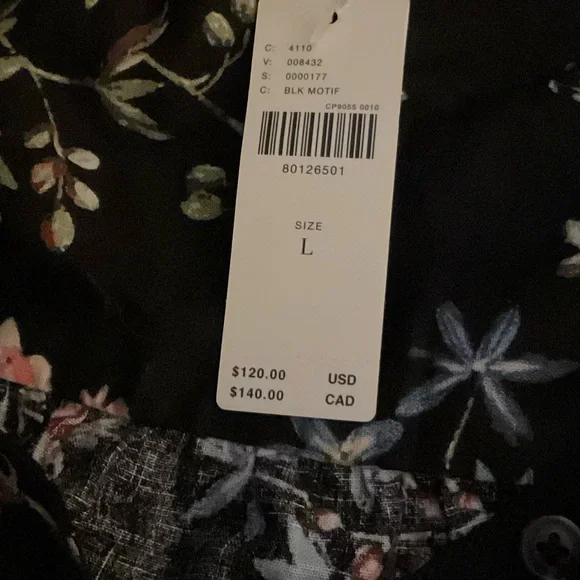 C: 4110
V: 008432
S: 0000177
C: BLK MOTIF
CP9055 0010
80126501
SIZE
L
$120.00 USD
$140.00 CAD